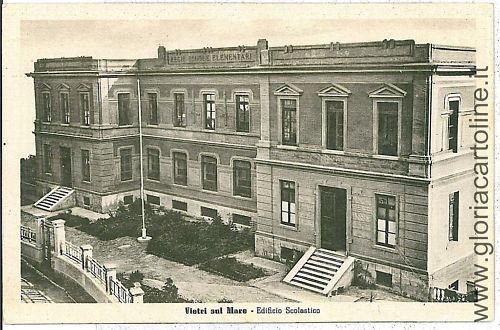 REGIE SCUOLE ELEMENTARI
Vietri sul Mare - Edificio Scolastico
www.gloriacartoline.it